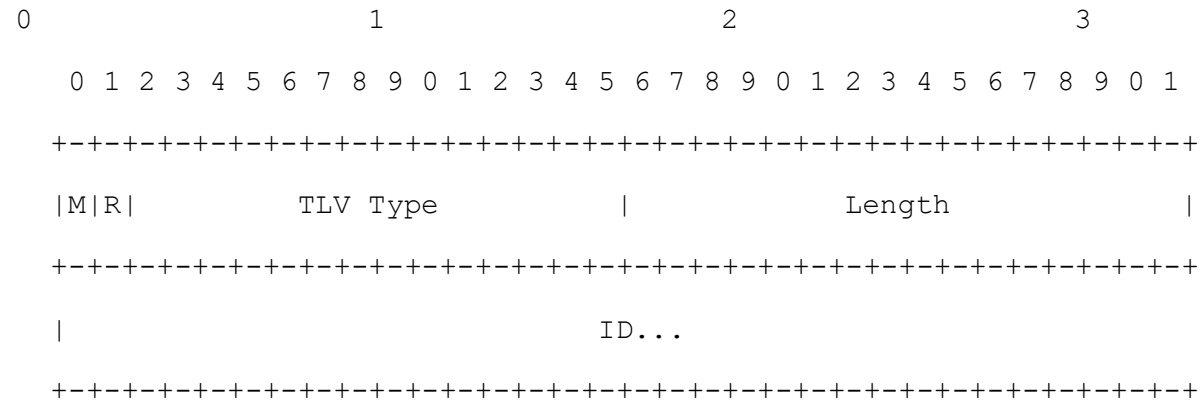 0                   1                   2                   3
 0 1 2 3 4 5 6 7 8 9 0 1 2 3 4 5 6 7 8 9 0 1 2 3 4 5 6 7 8 9 0 1
+-+-+-+-+-+-+-+-+-+-+-+-+-+-+-+-+-+-+-+-+-+-+-+-+-+-+-+-+-+-+-+-+
|M|R|         TLV Type          |            Length             |
+-+-+-+-+-+-+-+-+-+-+-+-+-+-+-+-+-+-+-+-+-+-+-+-+-+-+-+-+-+-+-+-+
|                              ID...
+-+-+-+-+-+-+-+-+-+-+-+-+-+-+-+-+-+-+-+-+-+-+-+-+-+-+-+-+-+-+-+-+